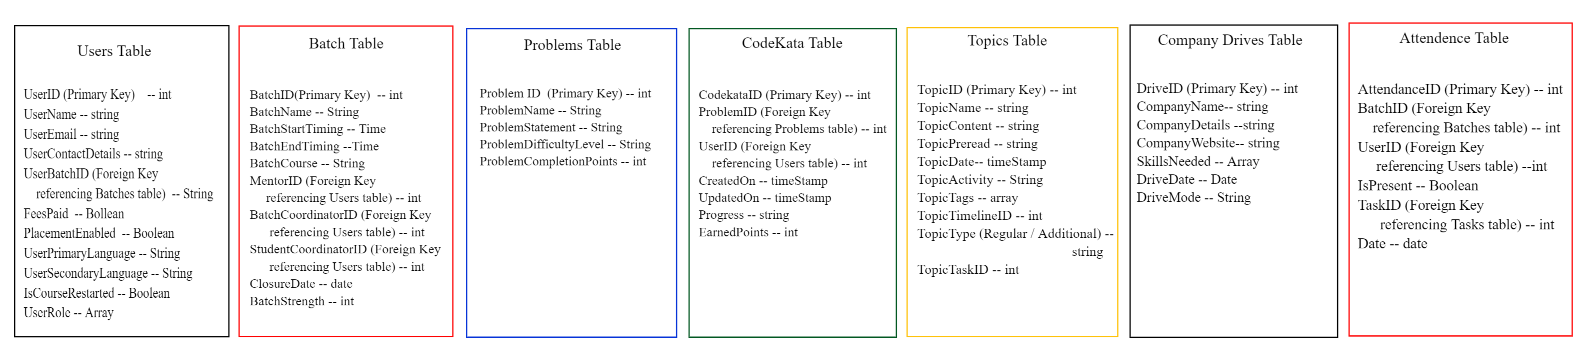 Users Table
UserID (Primary Key) -- int
UserName -- string
UserEmail -- string
UserContactDetails -- string
UserBatchID (Foreign Key
referencing Batches table) -- String
FeesPaid -- Bollean
PlacementEnabled -- Boolean
UserPrimaryLanguage -- String
UserSecondaryLanguage -- String
IsCourseRestarted -- Boolean
UserRole -- Array
Batch Table
BatchID(Primary Key) -- int
BatchName -- String
BatchStartTiming -- Time
BatchEndTiming --Time
BatchCourse -- String
MentorID (Foreign Key
referencing Users table) -- int
BatchCoordinatorID (Foreign Key
referencing Users table) -- int
StudentCoordinatorID (Foreign Key
referencing Users table) -- int
ClosureDate -- date
BatchStrength -- int
Problems Table
Problem ID (Primary Key) -- int
ProblemName -- String
ProblemStatement -- String
ProblemDifficultyLevel -- String
ProblemCompletionPoints -- int
CodeKata Table
CodekataID (Primary Key) -- int
ProblemID (Foreign Key
referencing Problems table) -- int
UserID (Foreign Key
referencing Users table) -- int
CreatedOn -- timeStamp
UpdatedOn -- timeStamp
Progress -- string
EarnedPoints -- int
Topics Table
TopicID (Primary Key) -- int
TopicName -- string
TopicContent -- string
TopicPreread -- string
TopicDate-- timeStamp
TopicActivity -- String
TopicTags -- array
TopicTimelineID -- int
TopicType (Regular / Additional) --
string
TopicTaskID -- int
Company Drives Table
DriveID (Primary Key) -- int
CompanyName-- string
CompanyDetails --string
CompanyWebsite-- string
SkillsNeeded -- Array
DriveDate -- Date
DriveMode -- String
Attendence Table
AttendanceID (Primary Key) -- int
BatchID (Foreign Key
referencing Batches table) -- int
UserID (Foreign Key
referencing Users table) --int
IsPresent -- Boolean
TaskID (Foreign Key
referencing Tasks table) -- int
Date -- date